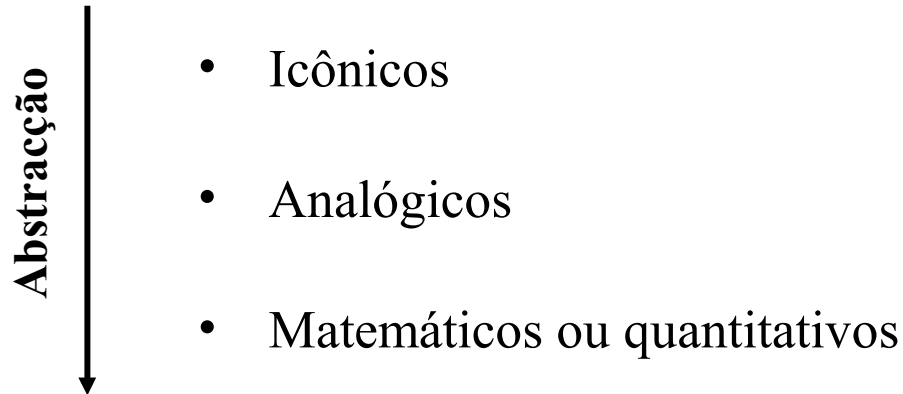 Abstracção
• Icônicos
• Analógicos
• Matemáticos ou quantitativos